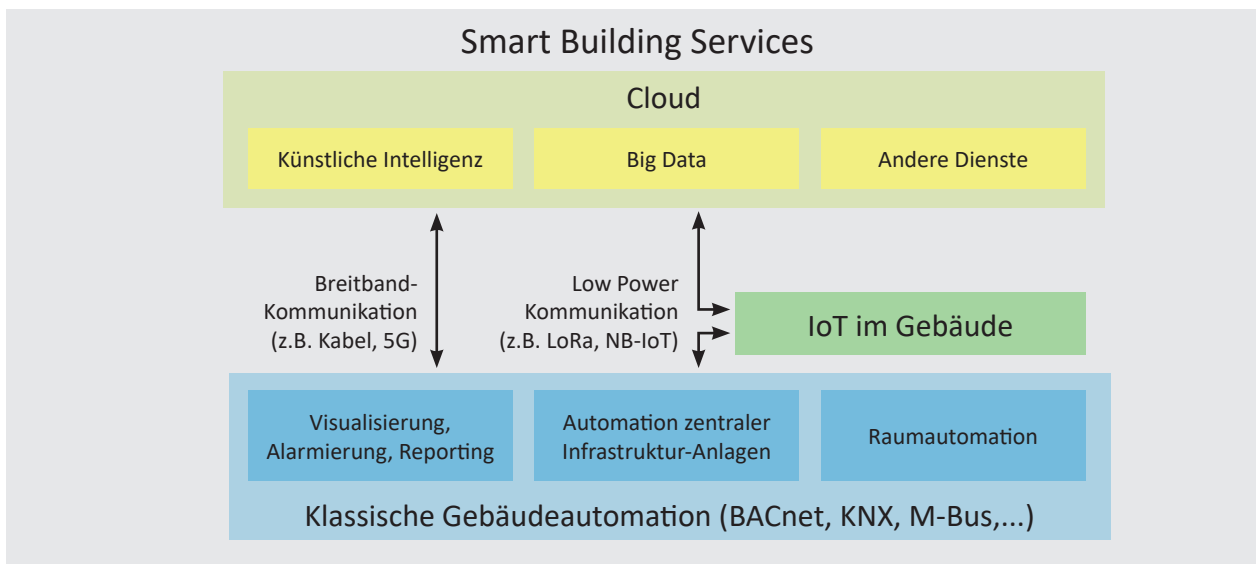 Smart Building Services
Cloud
Künstliche Intelligenz
Big Data
Andere Dienste
Breitband-
Kommunikation
(z.B. Kabel, 5G)
Low Power
Kommunikation
(z.B. LoRa, NB-IoT)
IoT im Gebäude
Visualisierung,
Alarmierung, Reporting
Automation zentraler
Infrastruktur-Anlagen
Raumautomation
Klassische Gebäudeautomation (BACnet, KNX, M-Bus,...)